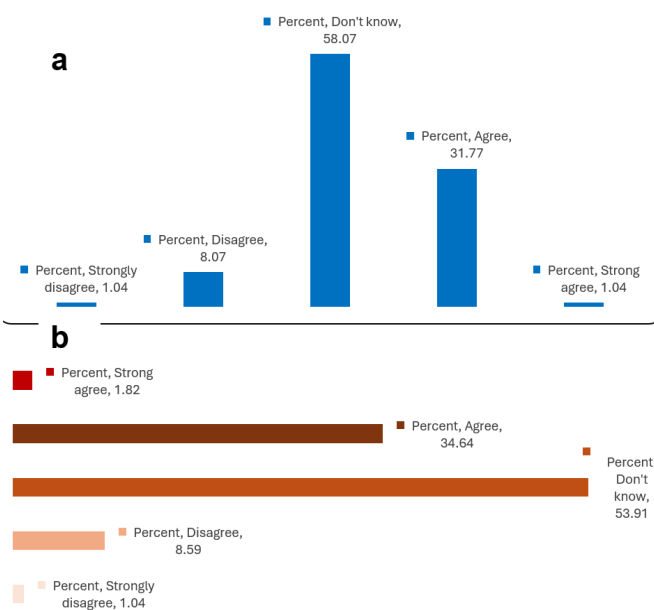 Percent, Don't know,
58.07
a
Percent, Agree,
31.77
Percent, Disagree,
8.07
Percent, Strongly
disagree, 1.04
Percent, Strong
agree, 1.04
b
Percent, Strong
agree, 1.82
Percent, Agree,
34.64
Percent
Don't
know,
53.91
Percent, Disagree,
8.59
Percent, Strongly
disagree, 1.04